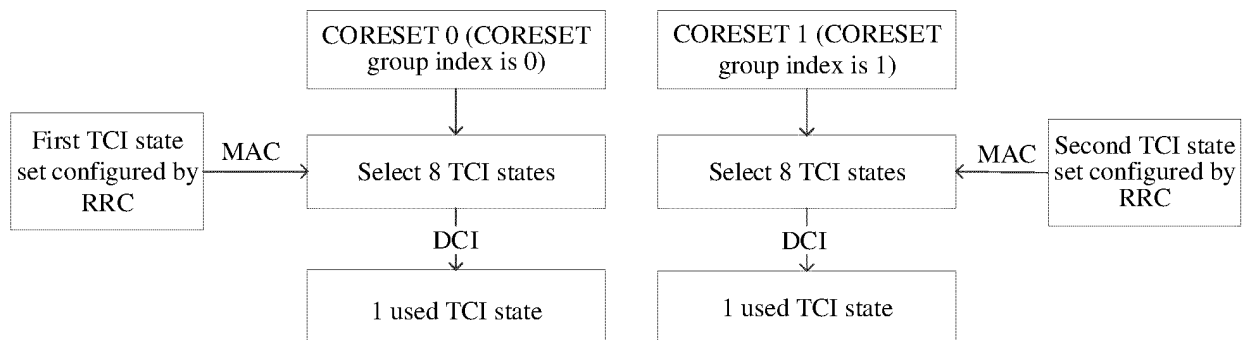 CORESET 0 (CORESET
group index is 0)
CORESET 1 (CORESET
group index is 1)
First TCI state
set configured by
RRC
MAC
Select 8 TCI states
Select 8 TCI states
MAC
Second TCI state
set configured by
RRC
DCI
DCI
1 used TCI state
1 used TCI state